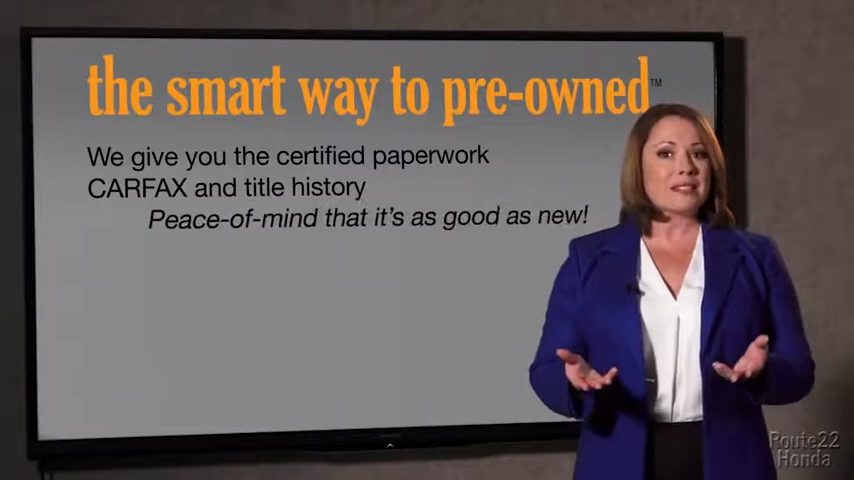 the smart way to pre-owned™
We give you the certified paperwork
CARFAX and title history
Peace-of-mind that it's as good as new!
Route22
Honda